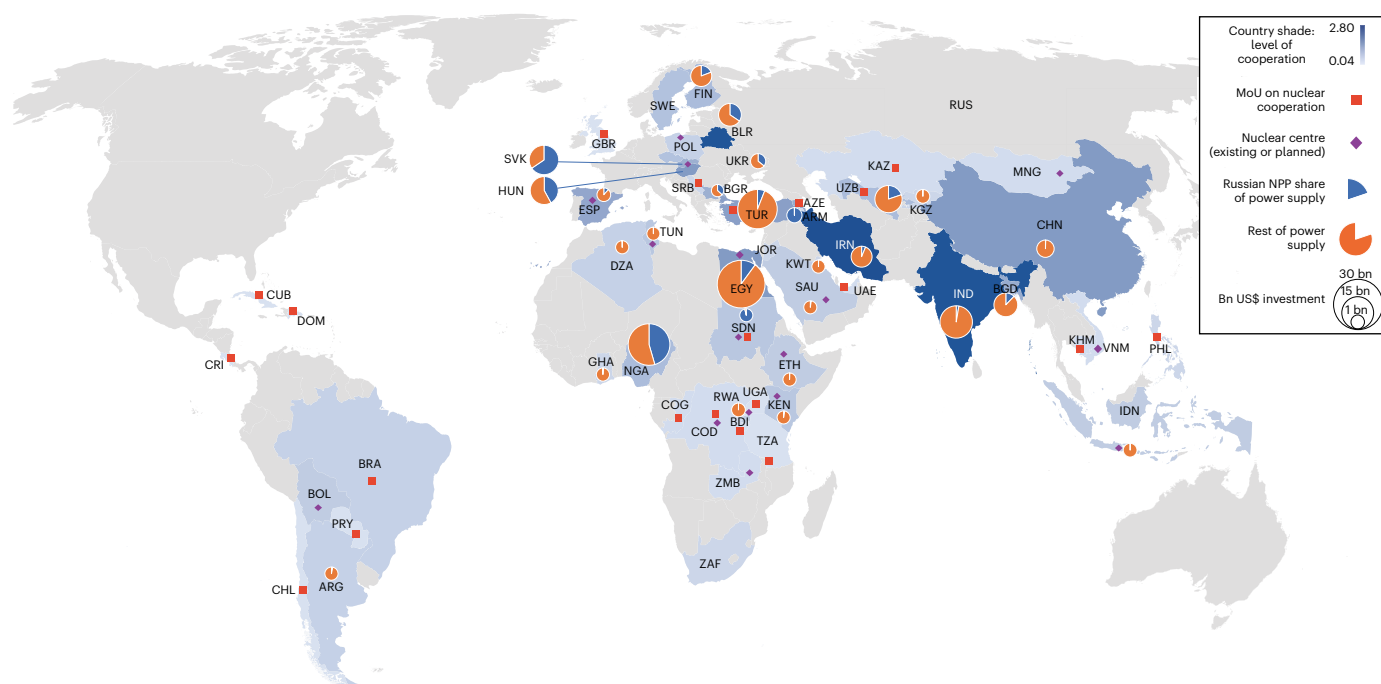 Country shade:
level of
cooperation
2.80
0.04
MoU on nuclear
cooperation
Nuclear centre
(existing or planned)
Russian NPP share
of power supply
Rest of power
supply
Bn US$ investment
30 bn
15 bn
1 bn
FIN
SWE
RUS
BLR
GBR
POL
SVK
UKR
KAZ
MNG
HUN
SRB
BGR
UZB
ESP
TUR
AZE
ARM
KGZ
CHN
TUN
JOR
IRN
DZA
KWT
EGY
SAU
UAE
IND
BGD
CUB
DOM
SDN
CRI
GHA
NGA
ETH
KHM
VNM
PHL
RWA
UGA
COG
KEN
BDI
COD
TZA
IDN
BRA
ZMB
BOL
PRY
ZAF
CHL
ARG